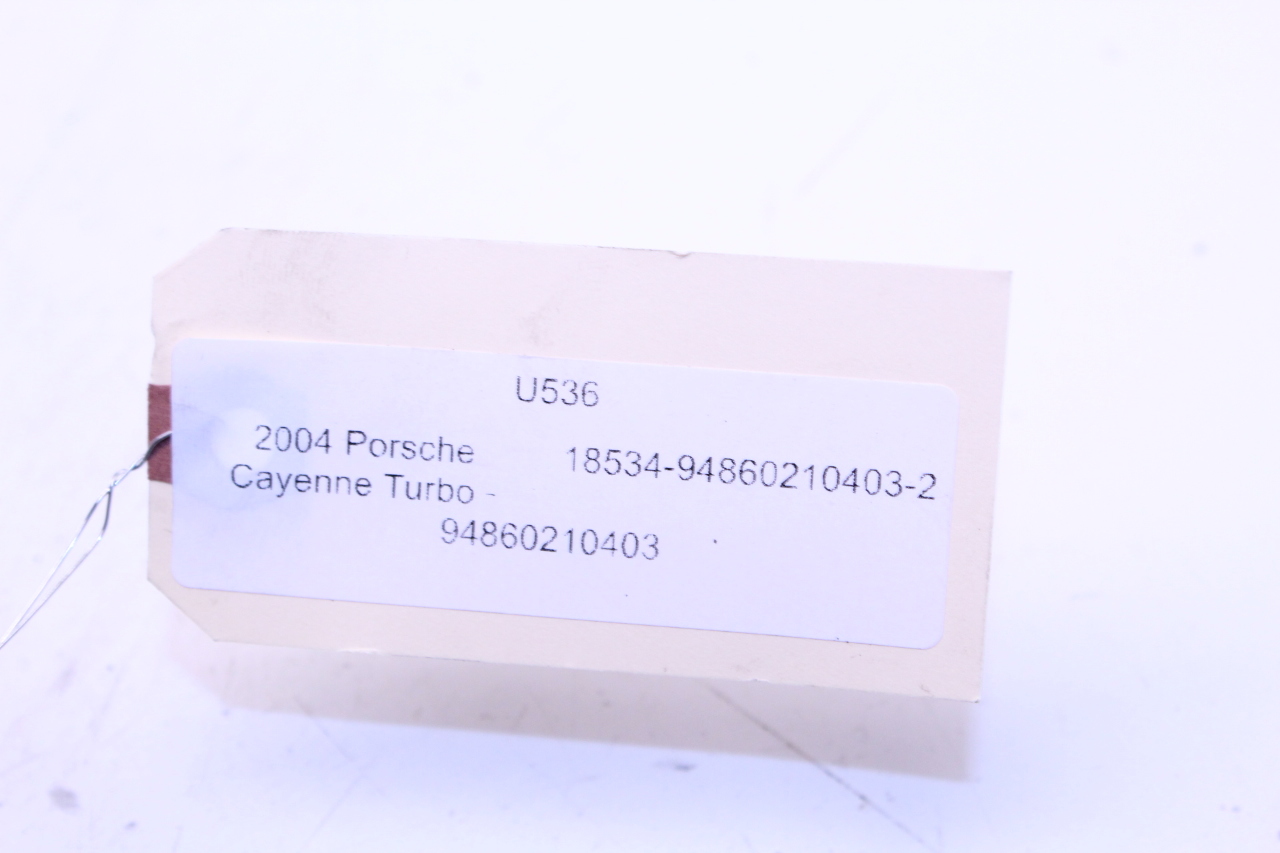 U536
2004 Porsche
Cayenne Turbo -
18534-94860210403-2
94860210403